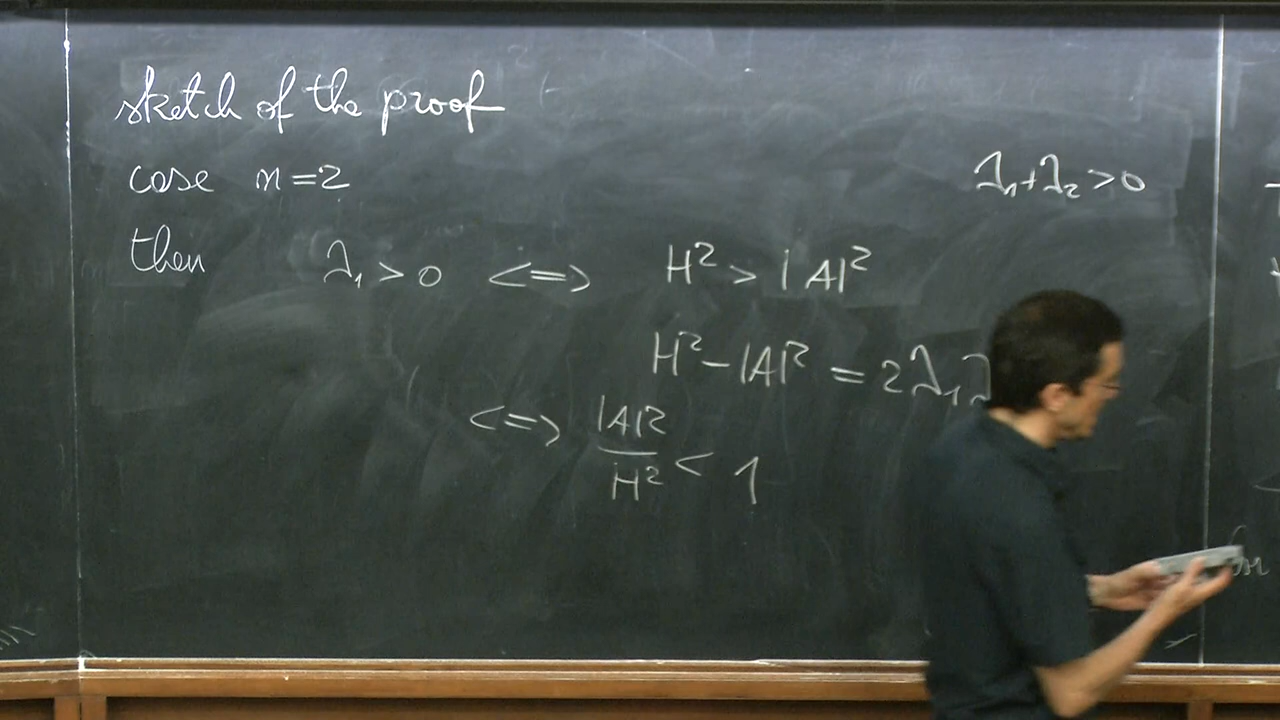 sketch of the proof
case n=2
λ₁+λ₂>0
then λ₁>0 <=> H²>|A|²
H²-|A|²=2λ₁λ
<=> |A|²/H² < 1